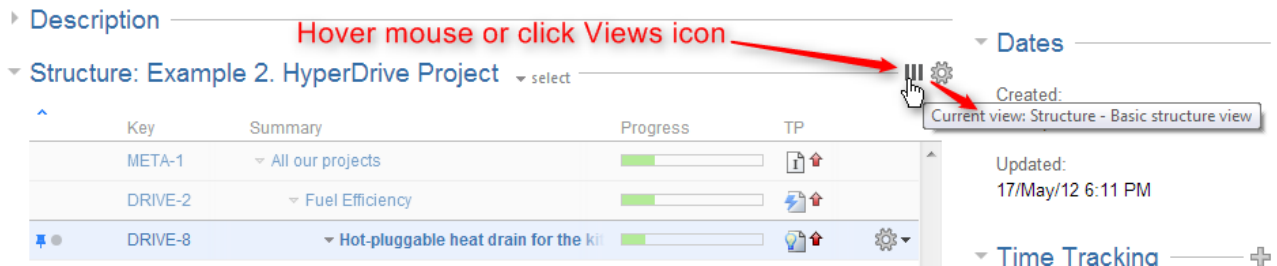 Description
Hover mouse or click Views icon
Dates
Structure: Example 2. HyperDrive Project select
Created:
Current view: Structure - Basic structure view
Key Summary Progress TP
META-1 All our projects
Updated:
17/May/12 6:11 PM
DRIVE-2 Fuel Efficiency
DRIVE-8 Hot-pluggable heat drain for the
Time Tracking